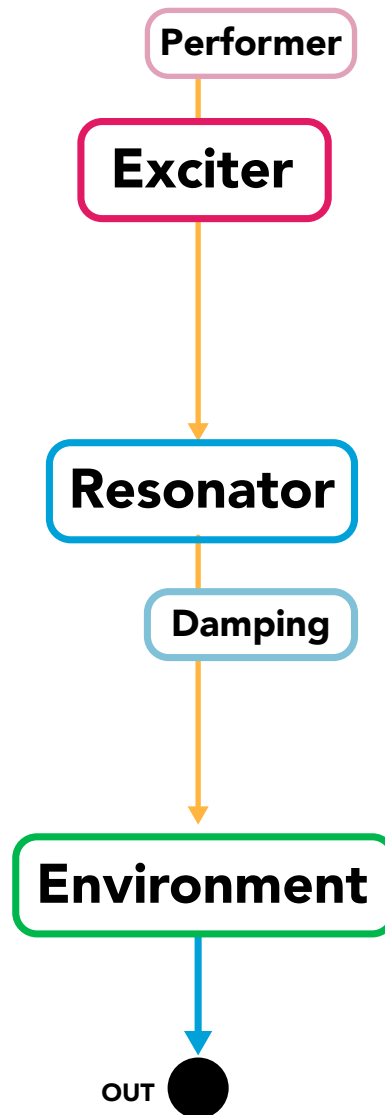 Performer
Exciter
Resonator
Damping
Environment
OUT